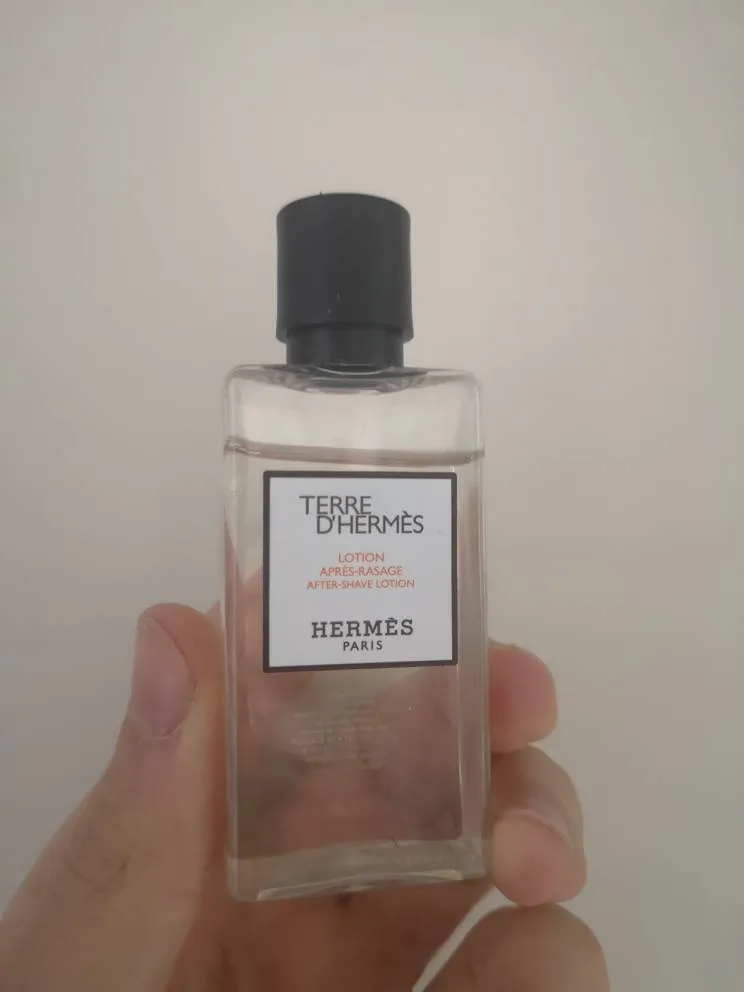 TERRE
D'HERMÈS
LOTION
APRÈS-RASAGE
AFTER-SHAVE LOTION
HERMÈS
PARIS